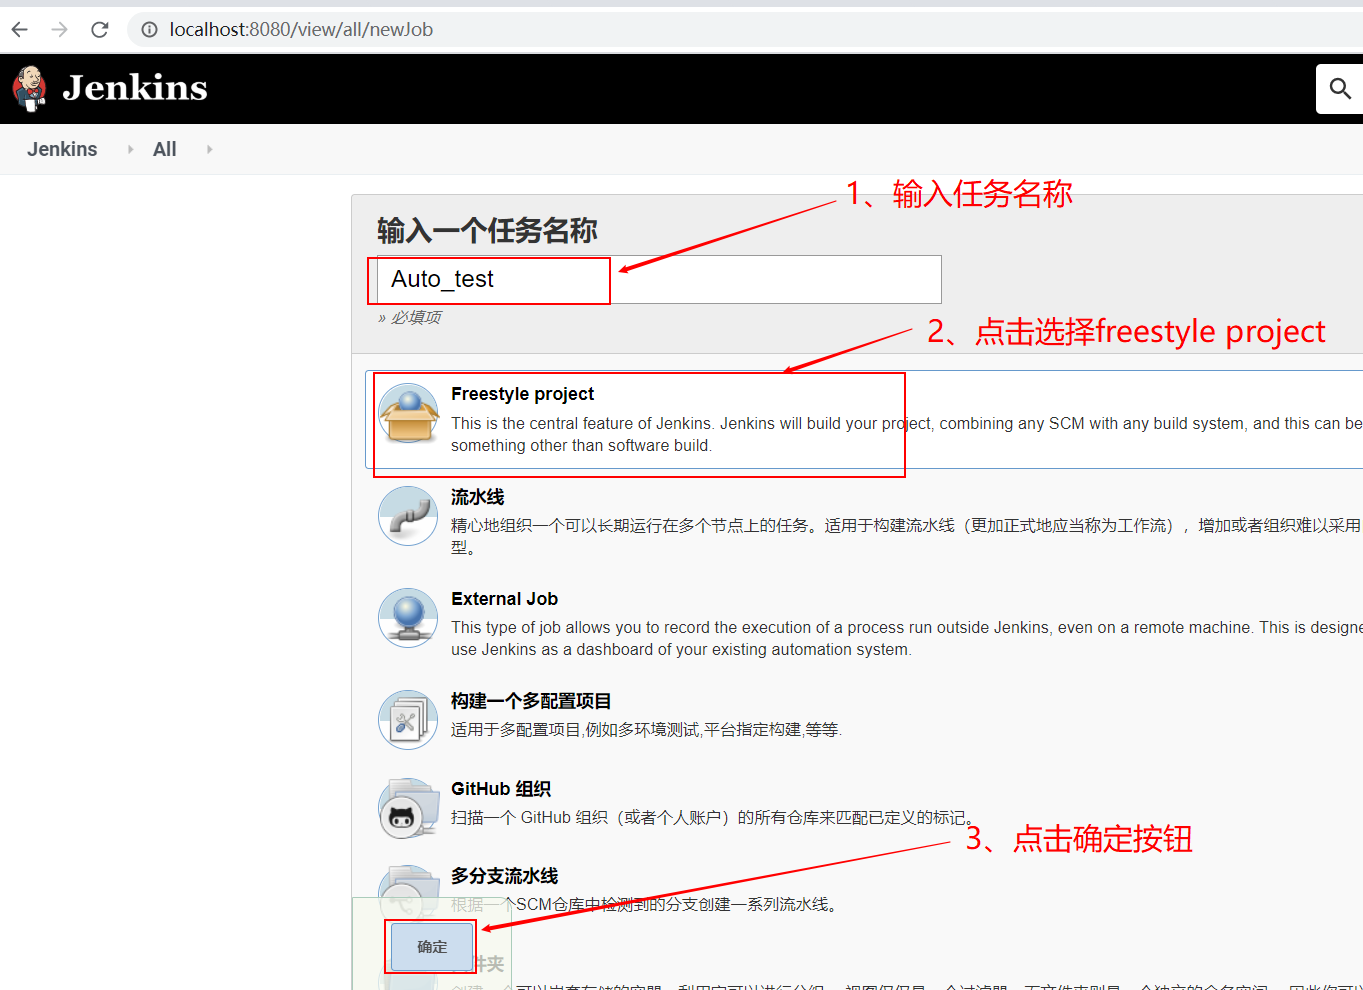 localhost:8080/view/all/newJob
Jenkins
Jenkins
All
1、输入任务名称
输入一个任务名称
Auto_test
» 必填项
2、点击选择freestyle project
Freestyle project
This is the central feature of Jenkins. Jenkins will build your project, combining any SCM with any build system, and this can be
something other than software build.
流水线
精心地组织一个可以长期运行在多个节点上的任务。适用于构建流水线（更加正式地应当称为工作流），增加或者组织难以采用
型。
External Job
This type of job allows you to record the execution of a process run outside Jenkins, even on a remote machine. This is designe
use Jenkins as a dashboard of your existing automation system.
构建一个多配置项目
适用于多配置项目,例如多环境测试,平台指定构建,等等.
GitHub 组织
扫描一个 GitHub 组织（或者个人账户）的所有仓库来匹配已定义的标记。
3、点击确定按钮
多分支流水线
根据一个SCM仓库中检测到的分支创建一系列流水线。
确定
件夹